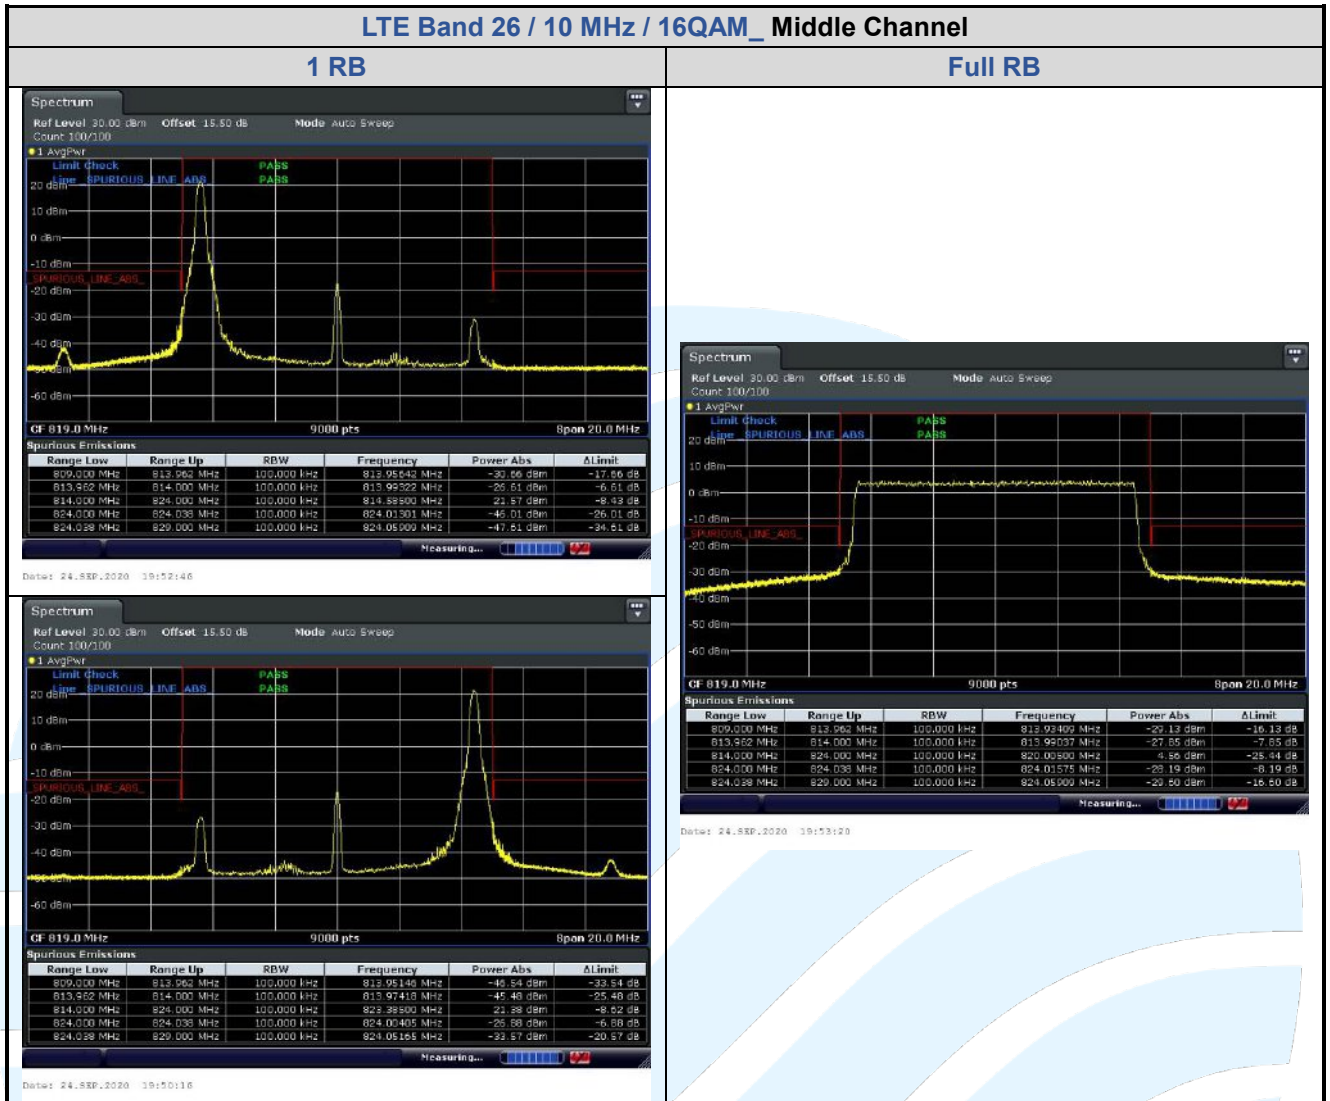 LTE Band 26 / 10 MHz / 16QAM_ Middle Channel
1 RB
Full RB
Spectrum
Ref Level 30.00 dBm Offset 15.50 dB Mode Auto Sweep
Count 100/100
1 AvgPwr
Limit Check PASS
Line _SPURIOUS_LINE_ABS_ PASS
20 dBm
10 dBm
0 dBm
-10 dBm
_SPURIOUS_LINE_ABS_
-20 dBm
-30 dBm
-40 dBm
-50 dBm
-60 dBm
CF 819.0 MHz 9000 pts Span 20.0 MHz
Spurious Emissions
Range Low Range Up RBW Frequency Power Abs ΔLimit
809.000 MHz 813.962 MHz 100.000 kHz 813.95642 MHz -30.66 dBm -17.66 dB
813.962 MHz 814.000 MHz 100.000 kHz 813.99322 MHz -26.61 dBm -6.61 dB
814.000 MHz 824.000 MHz 100.000 kHz 814.58500 MHz 21.57 dBm -8.43 dB
824.000 MHz 824.038 MHz 100.000 kHz 824.01301 MHz -46.01 dBm -26.01 dB
824.038 MHz 829.000 MHz 100.000 kHz 824.05909 MHz -47.61 dBm -34.61 dB
Measuring...
Date: 24.SEP.2020 19:52:46
Spectrum
Ref Level 30.00 dBm Offset 15.50 dB Mode Auto Sweep
Count 100/100
1 AvgPwr
Limit Check PASS
Line _SPURIOUS_LINE_ABS_ PASS
20 dBm
10 dBm
0 dBm
-10 dBm
_SPURIOUS_LINE_ABS_
-20 dBm
-30 dBm
-40 dBm
-50 dBm
-60 dBm
CF 819.0 MHz 9000 pts Span 20.0 MHz
Spurious Emissions
Range Low Range Up RBW Frequency Power Abs ΔLimit
809.000 MHz 813.962 MHz 100.000 kHz 813.95146 MHz -46.54 dBm -33.54 dB
813.962 MHz 814.000 MHz 100.000 kHz 813.97418 MHz -45.48 dBm -25.48 dB
814.000 MHz 824.000 MHz 100.000 kHz 823.38500 MHz 21.38 dBm -8.62 dB
824.000 MHz 824.038 MHz 100.000 kHz 824.00405 MHz -26.88 dBm -6.88 dB
824.038 MHz 829.000 MHz 100.000 kHz 824.05165 MHz -33.57 dBm -20.57 dB
Measuring...
Date: 24.SEP.2020 19:50:16
Spectrum
Ref Level 30.00 dBm Offset 15.50 dB Mode Auto Sweep
Count 100/100
1 AvgPwr
Limit Check PASS
Line _SPURIOUS_LINE_ABS_ PASS
20 dBm
10 dBm
0 dBm
-10 dBm
_SPURIOUS_LINE_ABS_
-20 dBm
-30 dBm
-40 dBm
-50 dBm
-60 dBm
CF 819.0 MHz 9000 pts Span 20.0 MHz
Spurious Emissions
Range Low Range Up RBW Frequency Power Abs ΔLimit
809.000 MHz 813.962 MHz 100.000 kHz 813.93409 MHz -29.13 dBm -16.13 dB
813.962 MHz 814.000 MHz 100.000 kHz 813.99037 MHz -27.85 dBm -7.85 dB
814.000 MHz 824.000 MHz 100.000 kHz 820.00500 MHz 4.56 dBm -25.44 dB
824.000 MHz 824.038 MHz 100.000 kHz 824.01575 MHz -28.19 dBm -8.19 dB
824.038 MHz 829.000 MHz 100.000 kHz 824.05909 MHz -29.60 dBm -16.60 dB
Measuring...
Date: 24.SEP.2020 19:53:20